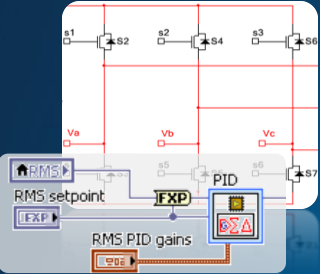 s1 S2 s2 S4 s3 S6
Va Vb Vc
s5 s6 S7
RMS
FXP
PID
RMS setpoint
FXP
RMS PID gains